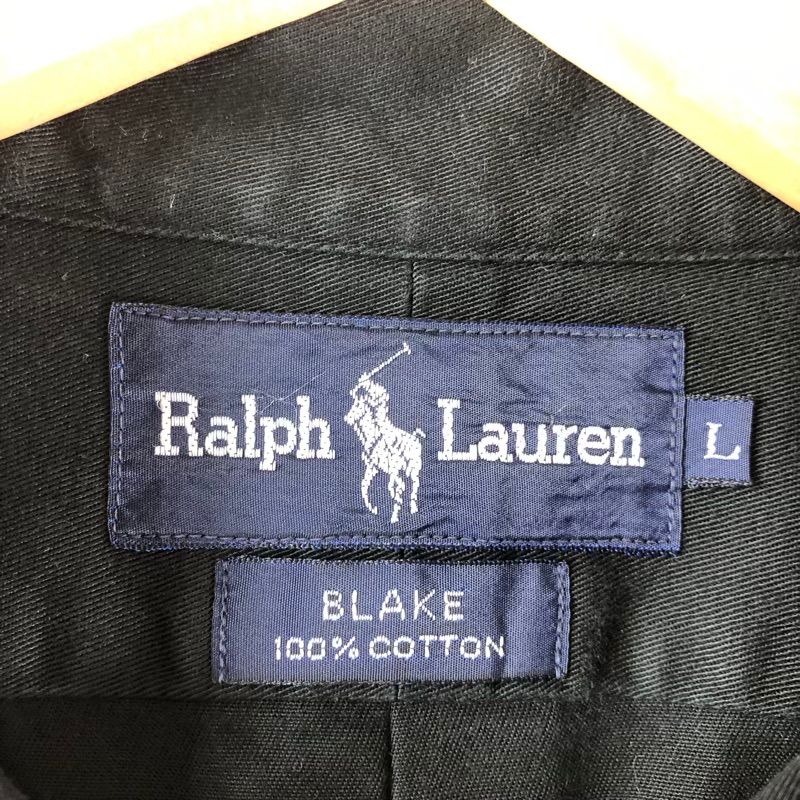 Ralph Lauren
L
BLAKE
100% COTTON